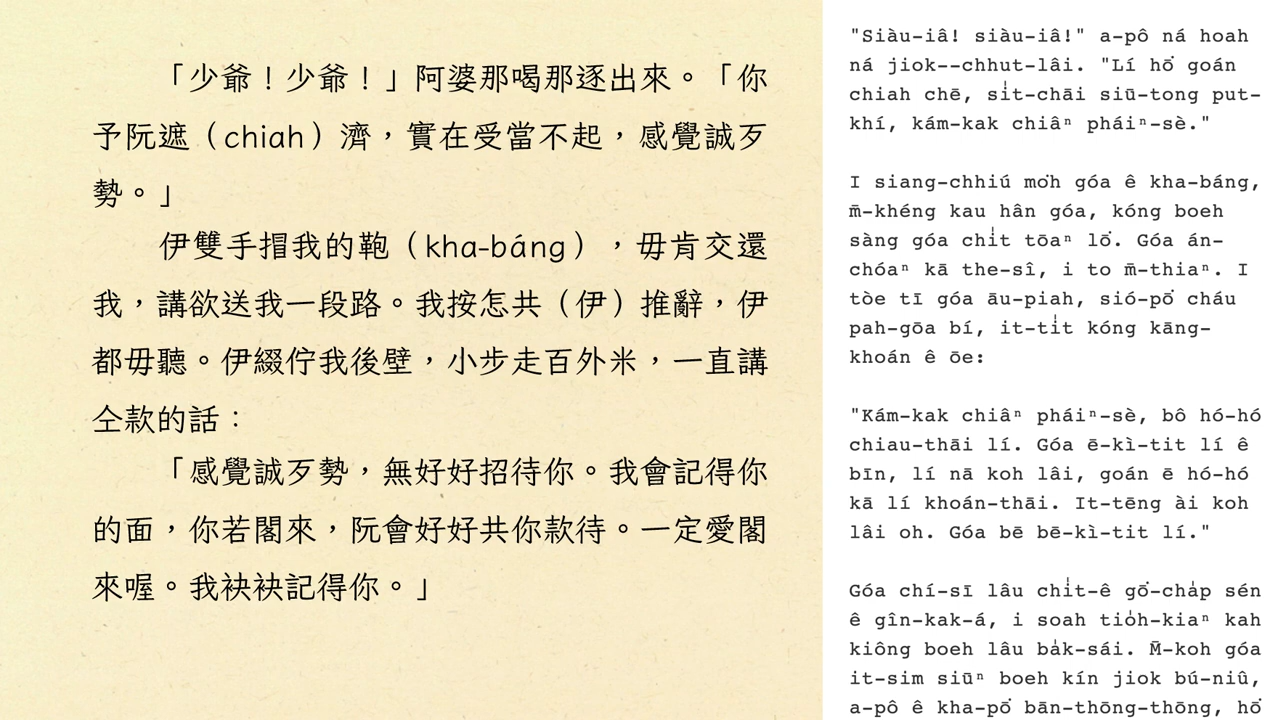 「少爺！少爺！」阿婆那喝那逐出來。「你
予阮遮（chiah）濟，實在受當不起，感覺誠歹
勢。」
伊雙手㨯我的鞄（kha-báng），毋肯交還
我，講欲送我一段路。我按怎共（伊）推辭，伊
都毋聽。伊綴佇我後壁，小步走百外米，一直講
仝款的話：
「感覺誠歹勢，無好好招待你。我會記得你
的面，你若閣來，阮會好好共你款待。一定愛閣
來喔。我袂袂記得你。」
"Siàu-iâ! siàu-iâ!" a-pô ná hoah
ná jiok--chhut-lâi. "Lí hō͘ goán
chiah chē, si̍t-chāi siū-tong put-
khí, kám-kak chiâⁿ pháiⁿ-sè."
I siang-chhiú mo͘h góa ê kha-báng,
m̄-khéng kau hân góa, kóng boeh
sàng góa chi̍t tōaⁿ lō͘. Góa án-
chóaⁿ kā the-sî, i to m̄-thiaⁿ. I
tòe tī góa āu-piah, sió-pō͘ cháu
pah-gōa bí, it-ti̍t kóng kāng-
khoán ê ōe:
"Kám-kak chiâⁿ pháiⁿ-sè, bô hó-hó
chiau-thāi lí. Góa ē-kì-tit lí ê
bīn, lí nā koh lâi, goán ē hó-hó
kā lí khoán-thāi. It-tēng ài koh
lâi oh. Góa bē bē-kì-tit lí."
Góa chí-sī lâu chi̍t-ê gō͘-cha̍p sén
ê gîn-kak-á, i soah tio̍h-kiaⁿ kah
kiông boeh lâu ba̍k-sái. M̄-koh góa
it-sim siūⁿ boeh kín jiok bú-niû,
a-pô ê kha-pō͘ bān-thōng-thōng, hō͘